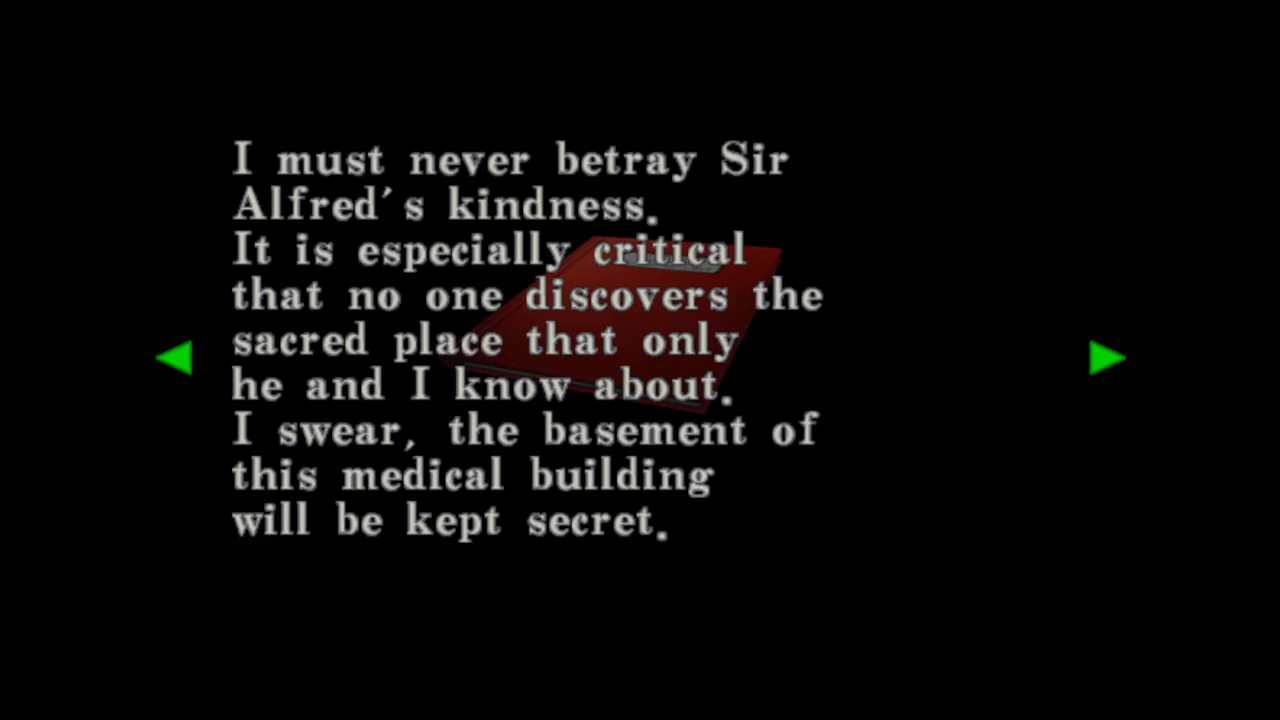 I must never betray Sir
Alfred's kindness.
It is especially critical
that no one discovers the
sacred place that only
he and I know about.
I swear, the basement of
this medical building
will be kept secret.